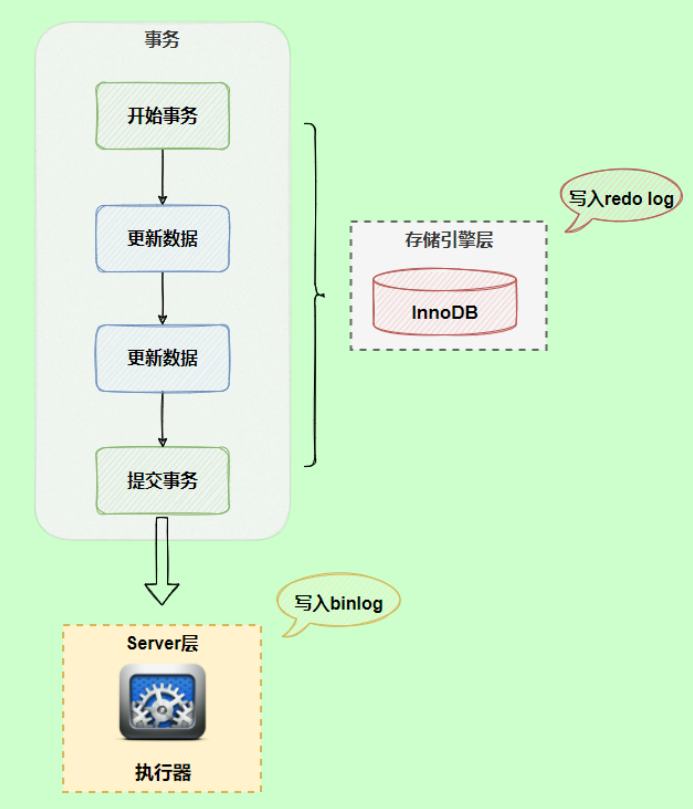 事务
开始事务
更新数据
更新数据
提交事务
写入redo log
存储引擎层
InnoDB
写入binlog
Server层
执行器